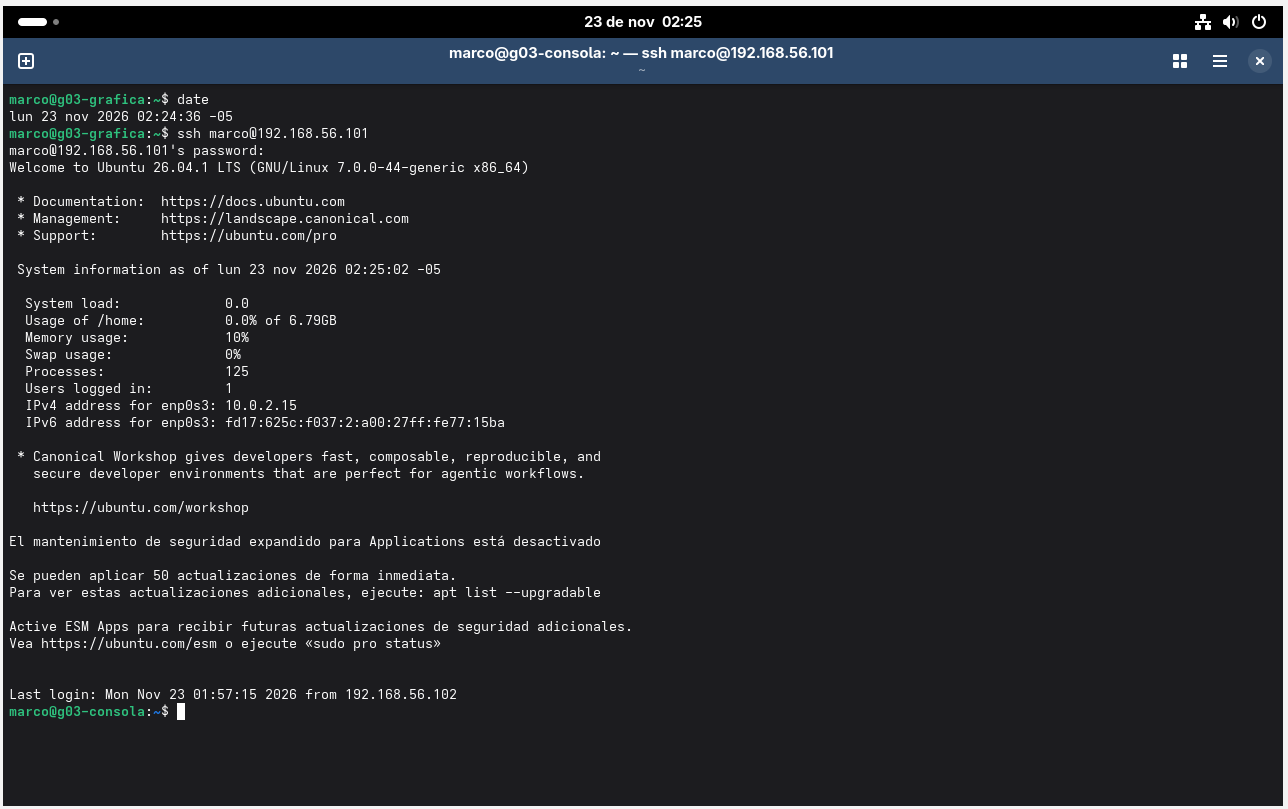 23 de nov 02:25
marco@g03-consola: ~ — ssh marco@192.168.56.101
~
marco@g03-grafica:~$ date
lun 23 nov 2026 02:24:36 -05
marco@g03-grafica:~$ ssh marco@192.168.56.101
marco@192.168.56.101's password:
Welcome to Ubuntu 26.04.1 LTS (GNU/Linux 7.0.0-44-generic x86_64)
* Documentation: https://docs.ubuntu.com
* Management: https://landscape.canonical.com
* Support: https://ubuntu.com/pro
System information as of lun 23 nov 2026 02:25:02 -05
System load: 0.0
Usage of /home: 0.0% of 6.79GB
Memory usage: 10%
Swap usage: 0%
Processes: 125
Users logged in: 1
IPv4 address for enp0s3: 10.0.2.15
IPv6 address for enp0s3: fd17:625c:f037:2:a00:27ff:fe77:15ba
* Canonical Workshop gives developers fast, composable, reproducible, and
secure developer environments that are perfect for agentic workflows.
https://ubuntu.com/workshop
El mantenimiento de seguridad expandido para Applications está desactivado
Se pueden aplicar 50 actualizaciones de forma inmediata.
Para ver estas actualizaciones adicionales, ejecute: apt list --upgradable
Active ESM Apps para recibir futuras actualizaciones de seguridad adicionales.
Vea https://ubuntu.com/esm o ejecute «sudo pro status»
Last login: Mon Nov 23 01:57:15 2026 from 192.168.56.102
marco@g03-consola:~$